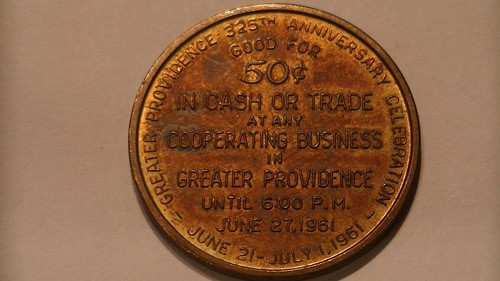 GREATER PROVIDENCE 325TH ANNIVERSARY CELEBRATION
GOOD FOR
50¢
IN CASH OR TRADE
AT ANY
COOPERATING BUSINESS
IN
GREATER PROVIDENCE
UNTIL 6:00 P.M.
JUNE 27, 1961
JUNE 21-JULY 1, 1961